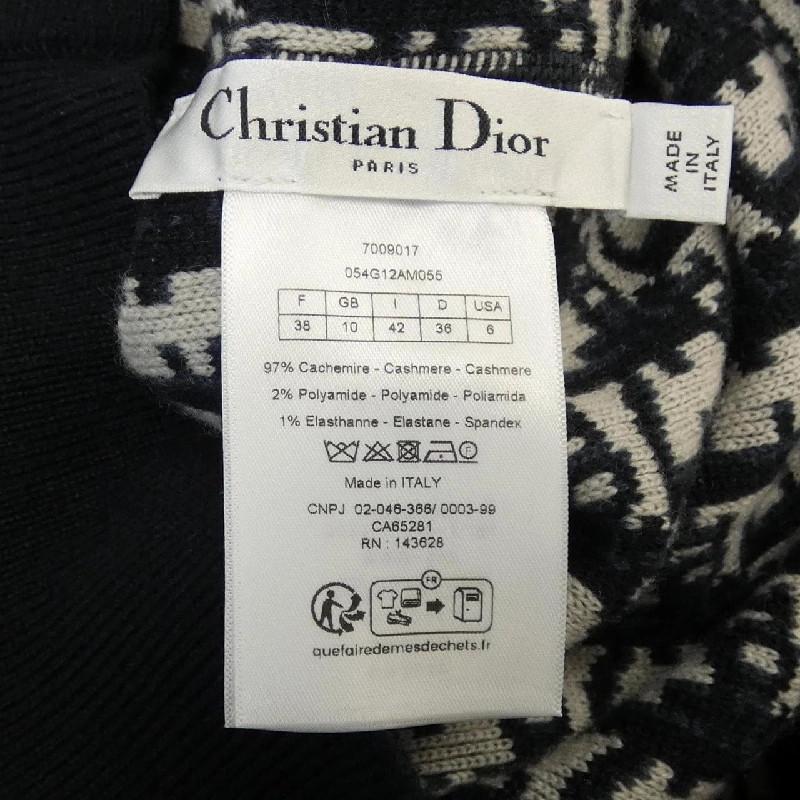 Christian Dior
PARIS
MADE
IN
ITALY
7009017
054G12AM055
F GB I D USA
38 10 42 36 6
97% Cachemire - Cashmere - Cashmere
2% Polyamide - Polyamide - Poliamida
1% Elasthanne - Elastane - Spandex
F
Made in ITALY
CNPJ 02-046-366/ 0003-99
CA65281
RN : 143628
FR
quefairedemesdechets.fr